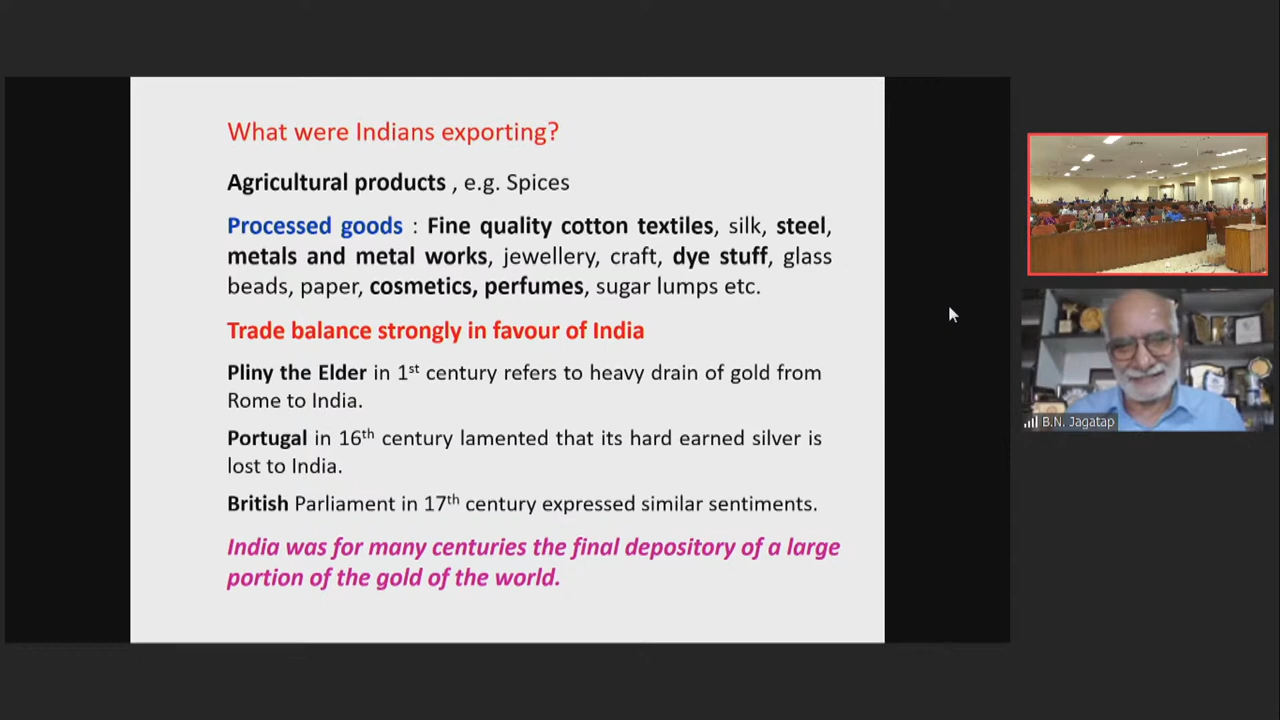 What were Indians exporting?
Agricultural products , e.g. Spices
Processed goods : Fine quality cotton textiles, silk, steel,
metals and metal works, jewellery, craft, dye stuff, glass
beads, paper, cosmetics, perfumes, sugar lumps etc.
Trade balance strongly in favour of India
Pliny the Elder in 1st century refers to heavy drain of gold from
Rome to India.
Portugal in 16th century lamented that its hard earned silver is
lost to India.
British Parliament in 17th century expressed similar sentiments.
India was for many centuries the final depository of a large
portion of the gold of the world.
B.N. Jagatap